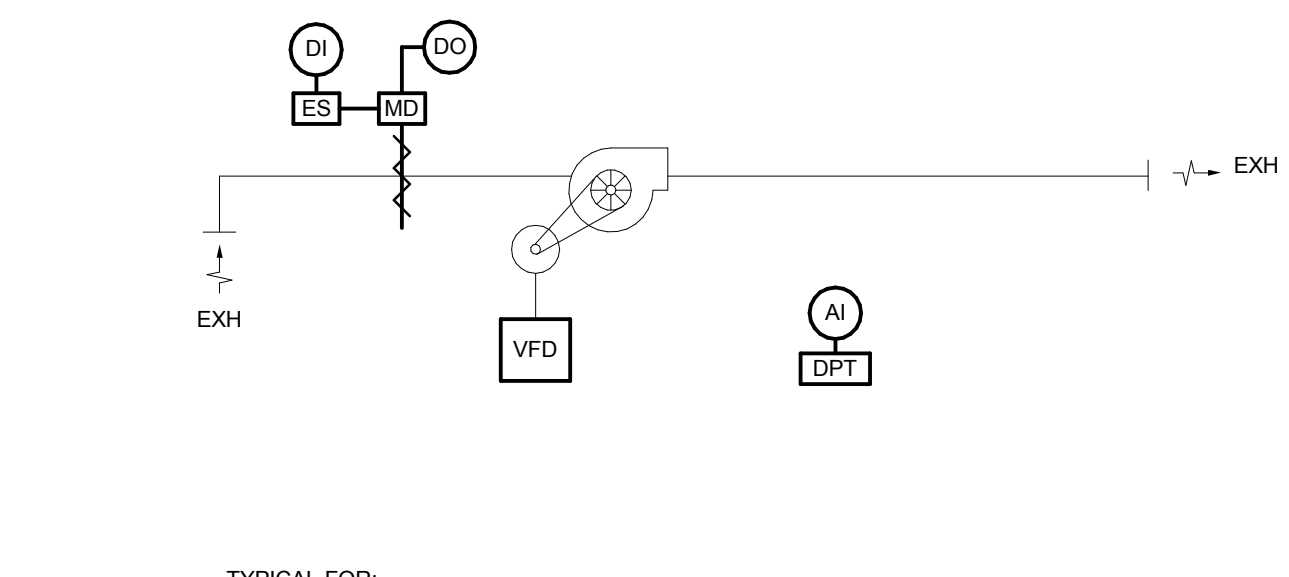 DI
DO
ES
MD
EXH
EXH
VFD
AI
DPT
TYPICAL FOR: